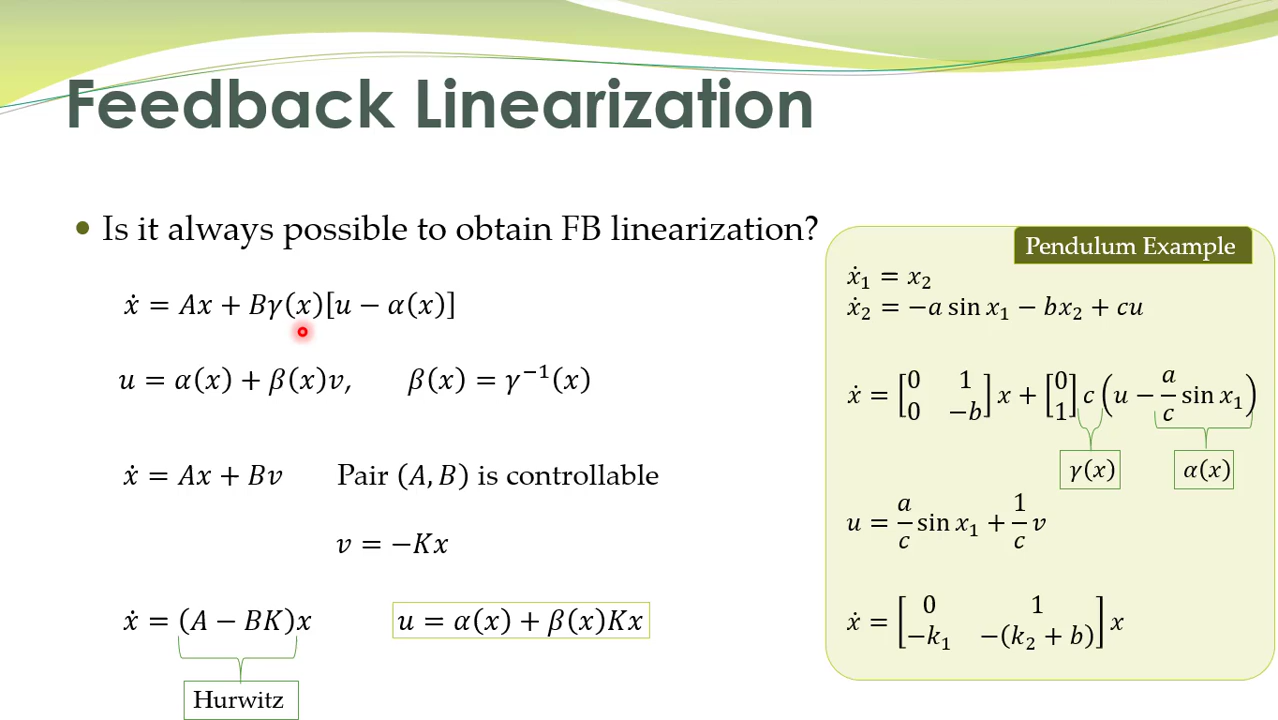 Feedback Linearization
• Is it always possible to obtain FB linearization?
ẋ = Ax + Bγ(x)[u − α(x)]
u = α(x) + β(x)v, β(x) = γ⁻¹(x)
ẋ = Ax + Bv Pair (A, B) is controllable
v = −Kx
ẋ = (A − BK)x u = α(x) + β(x)Kx
Hurwitz
Pendulum Example
ẋ₁ = x₂
ẋ₂ = −a sin x₁ − bx₂ + cu
ẋ = [0 1; 0 −b] x + [0; 1] c (u − a/c sin x₁)
γ(x) α(x)
u = a/c sin x₁ + 1/c v
ẋ = [0 1; −k₁ −(k₂ + b)] x